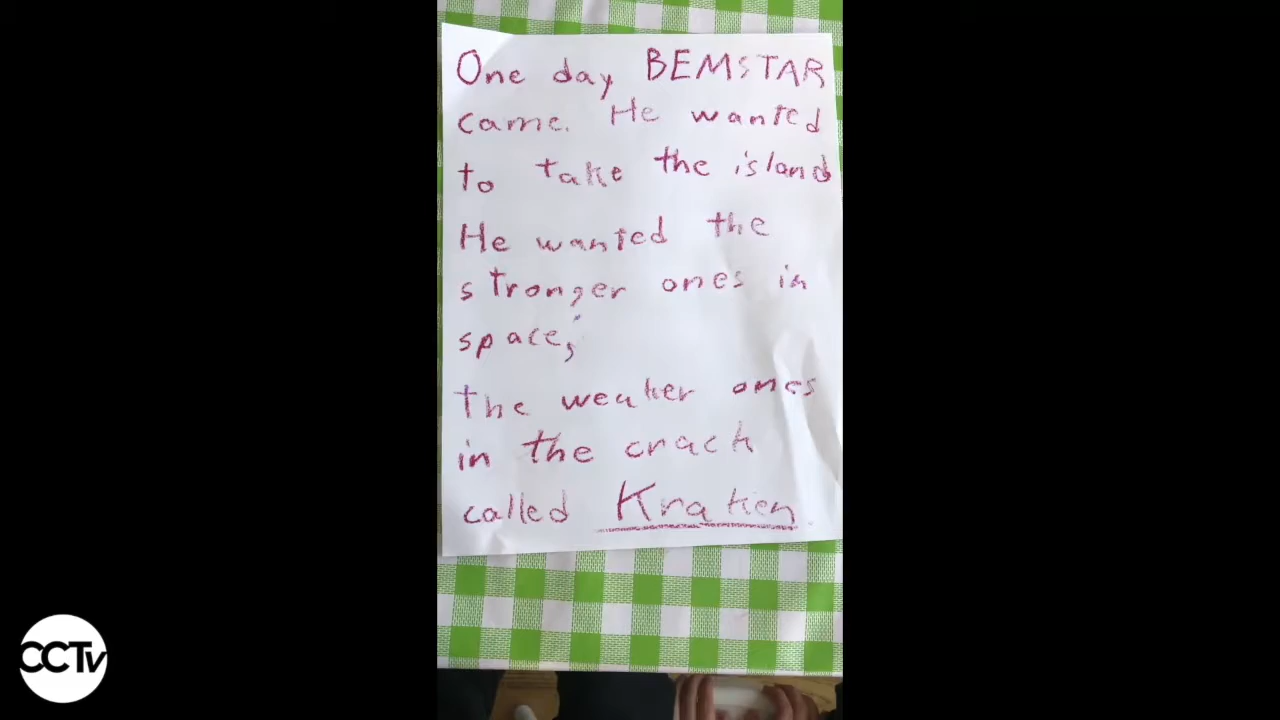 One day BEMSTAR
came. He wanted
to take the island
He wanted the
stronger ones in
space,
The weaker ones
in the crack
called Kraken
CCTV